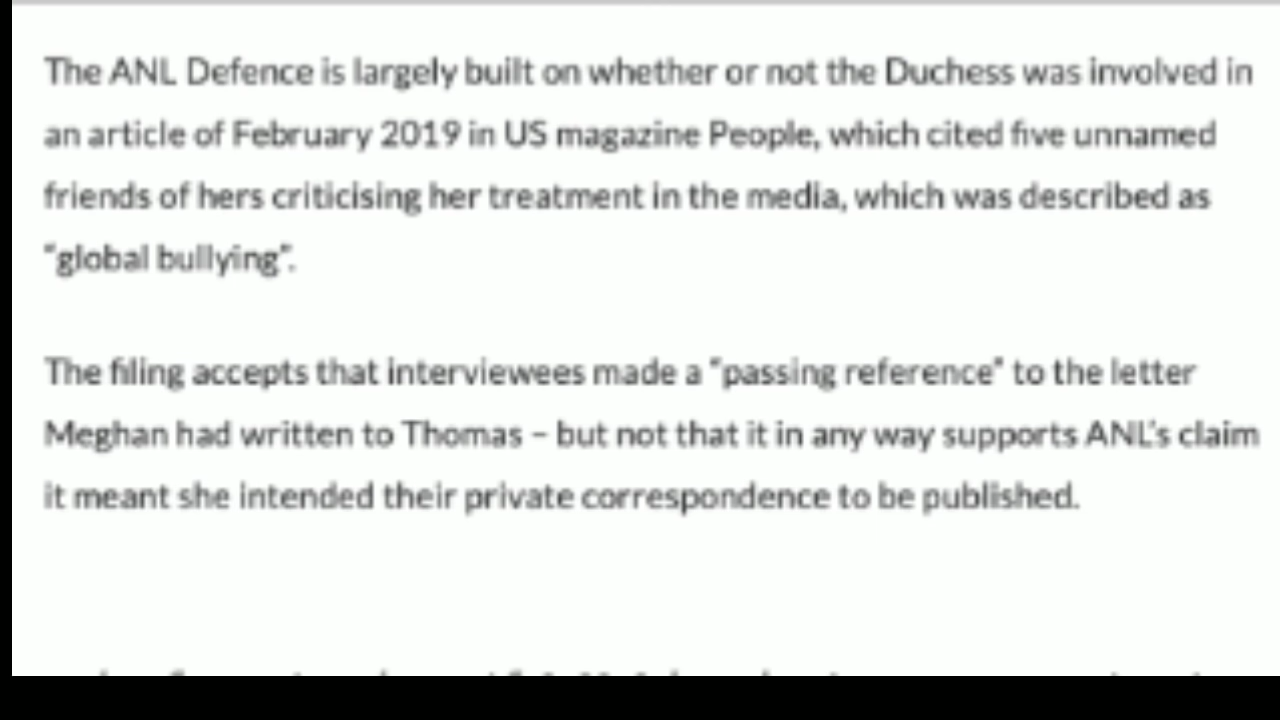 The ANL Defence is largely built on whether or not the Duchess was involved in
an article of February 2019 in US magazine People, which cited five unnamed
friends of hers criticising her treatment in the media, which was described as
“global bullying”.
The filing accepts that interviewees made a “passing reference” to the letter
Meghan had written to Thomas – but not that it in any way supports ANL’s claim
it meant she intended their private correspondence to be published.